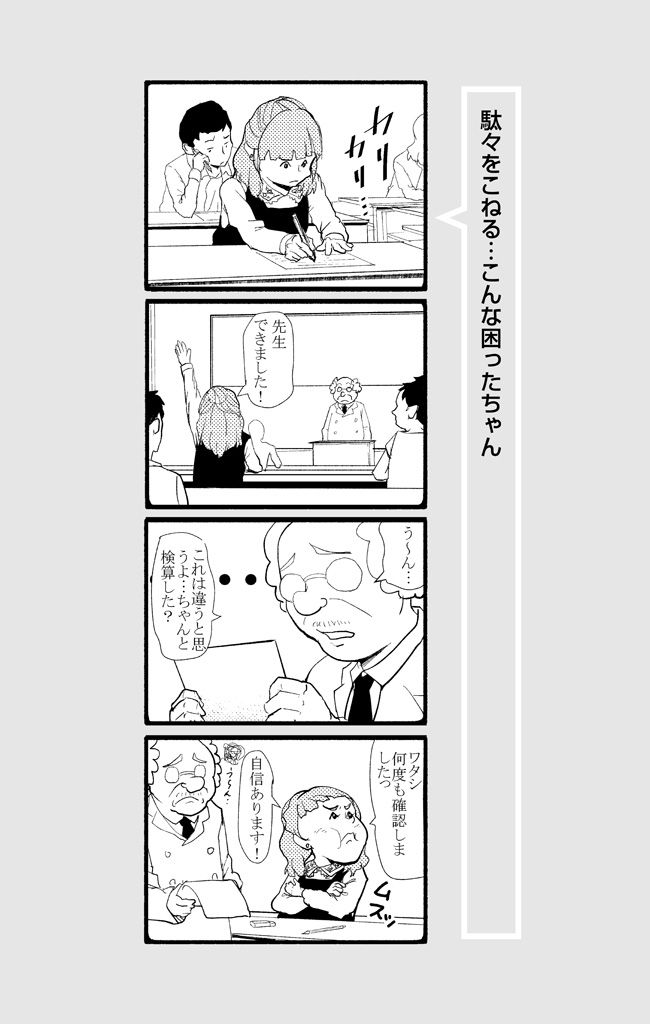 駄々をこねる…こんな困ったちゃん
カリ
カリ…
先生
できました！
う〜ん…
これは違うと思
うよ…ちゃんと
検算した？
ワタシ
何度も確認しま
したっ
自信あります！
う〜ん…
ムスッ